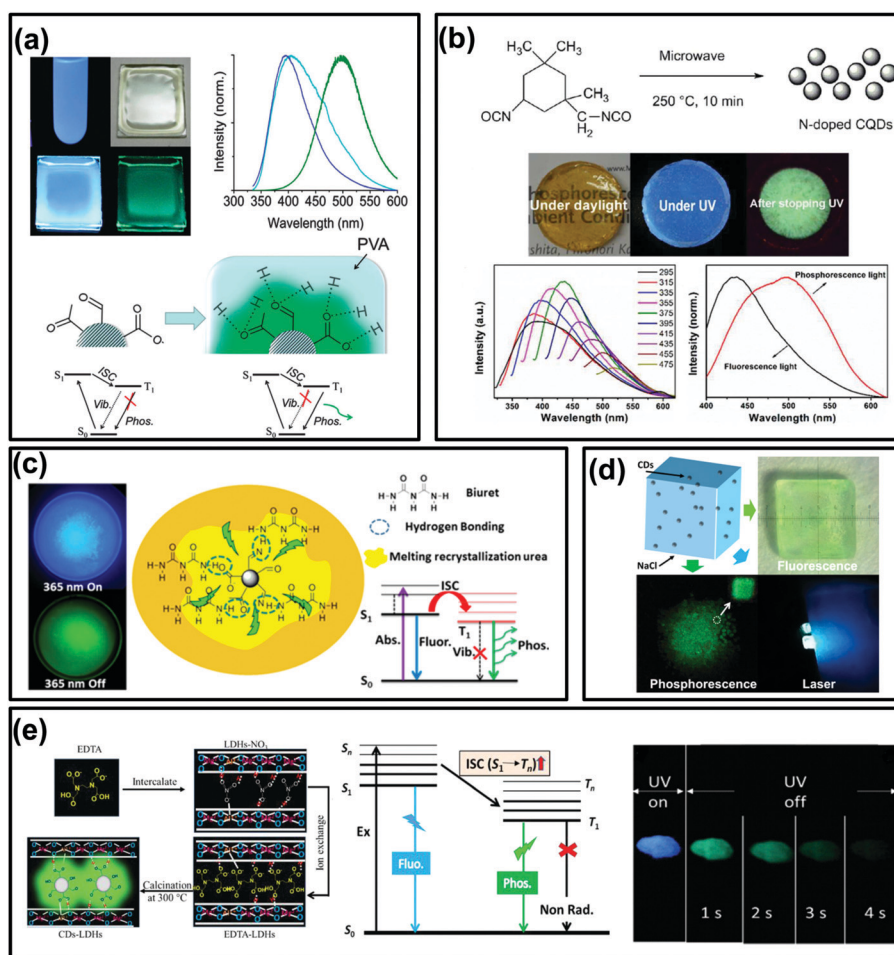 (a)
Intensity (norm.)
300 350 400 450 500 550 600
Wavelength (nm)
PVA
H H H
H H H
O O O O
O O O O-
S1 ISC T1
Vib. Phos.
S0
S1 ISC T1
Vib. Phos.
S0
(b)
H3C CH3
CH3
OCN C—NCO
H2
Microwave
250 °C, 10 min
N-doped CQDs
Under daylight
Under UV
After stopping UV
Phosphoresce
Intensity (a.u.)
350 400 450 500 550 600
Wavelength (nm)
295
315
335
355
375
395
415
435
455
475
Intensity (norm.)
Phosphorescence light
Fluorescence light
400 450 500 550 600
Wavelength (nm)
(c)
365 nm On
365 nm Off
Biuret
Hydrogen Bonding
Melting recrystallization urea
ISC
S1
T1
Abs.
Fluor.
Vib.
Phos.
S0
(d)
CDs
NaCl
Fluorescence
Phosphorescence
Laser
(e)
EDTA
Intercalate
LDHs-NO3
Ion exchange
EDTA-LDHs
Calcination
at 300 °C
CDs-LDHs
Sn
S1
ISC (S1→Tn)
Tn
T1
Ex
Fluo.
Phos.
Non Rad.
S0
UV
on
UV
off
1 s
2 s
3 s
4 s